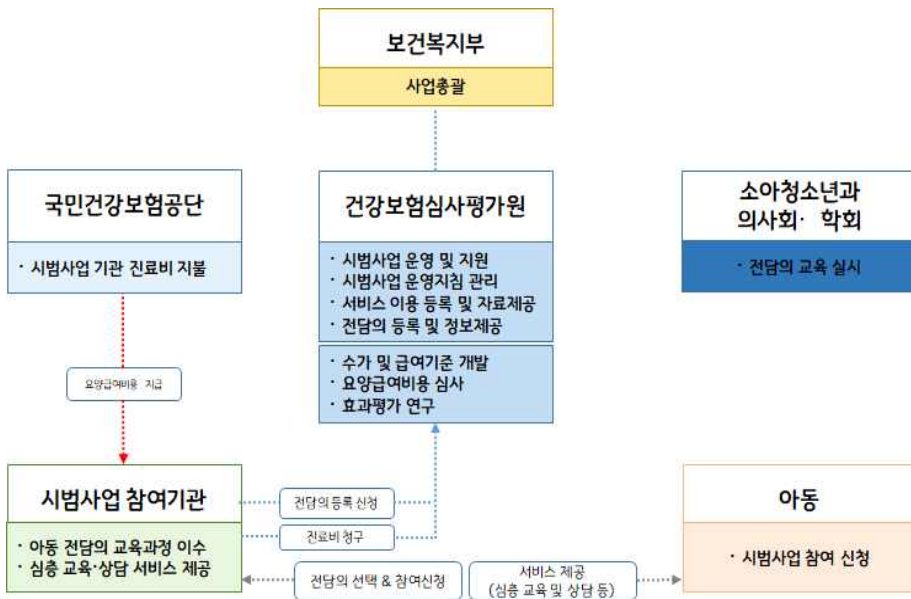 보건복지부
사업총괄
국민건강보험공단
· 시범사업 기관 진료비 지불
건강보험심사평가원
· 시범사업 운영 및 지원
· 시범사업 운영지침 관리
· 서비스 이용 등록 및 자료제공
· 전담의 등록 및 정보제공
· 수가 및 급여기준 개발
· 요양급여비용 심사
· 효과평가 연구
소아청소년과
의사회· 학회
· 전담의 교육 실시
요양급여비용 지급
시범사업 참여기관
· 아동 전담의 교육과정 이수
· 심층 교육·상담 서비스 제공
전담의 등록 신청
진료비 청구
아동
· 시범사업 참여 신청
전담의 선택 & 참여신청
서비스 제공
(심층 교육 및 상담 등)